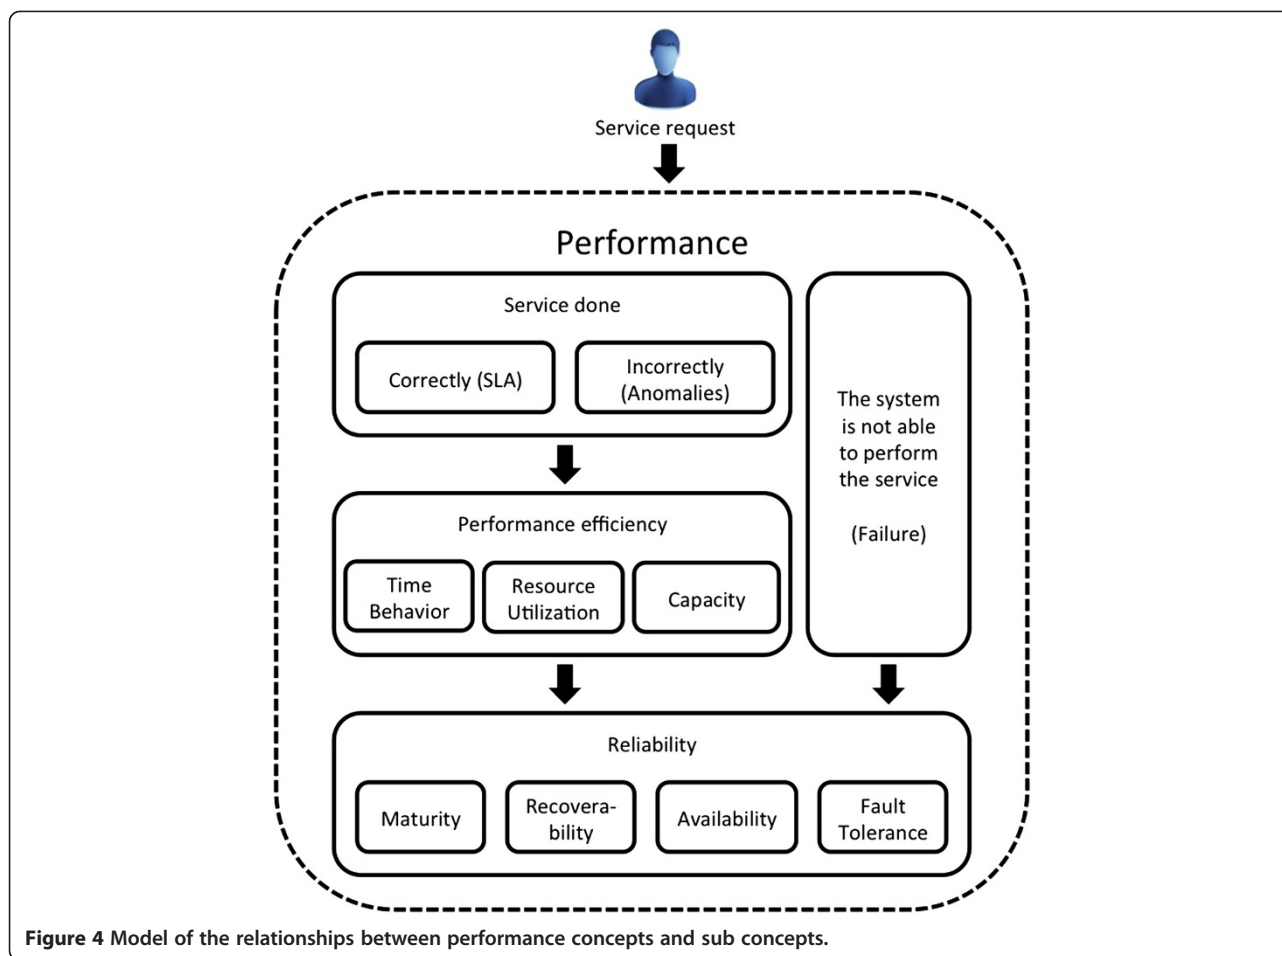 Service request
Performance
Service done
Correctly (SLA)
Incorrectly
(Anomalies)
The system
is not able
to perform
the service
(Failure)
Performance efficiency
Time
Behavior
Resource
Utilization
Capacity
Reliability
Maturity
Recovera-
bility
Availability
Fault
Tolerance
Figure 4 Model of the relationships between performance concepts and sub concepts.